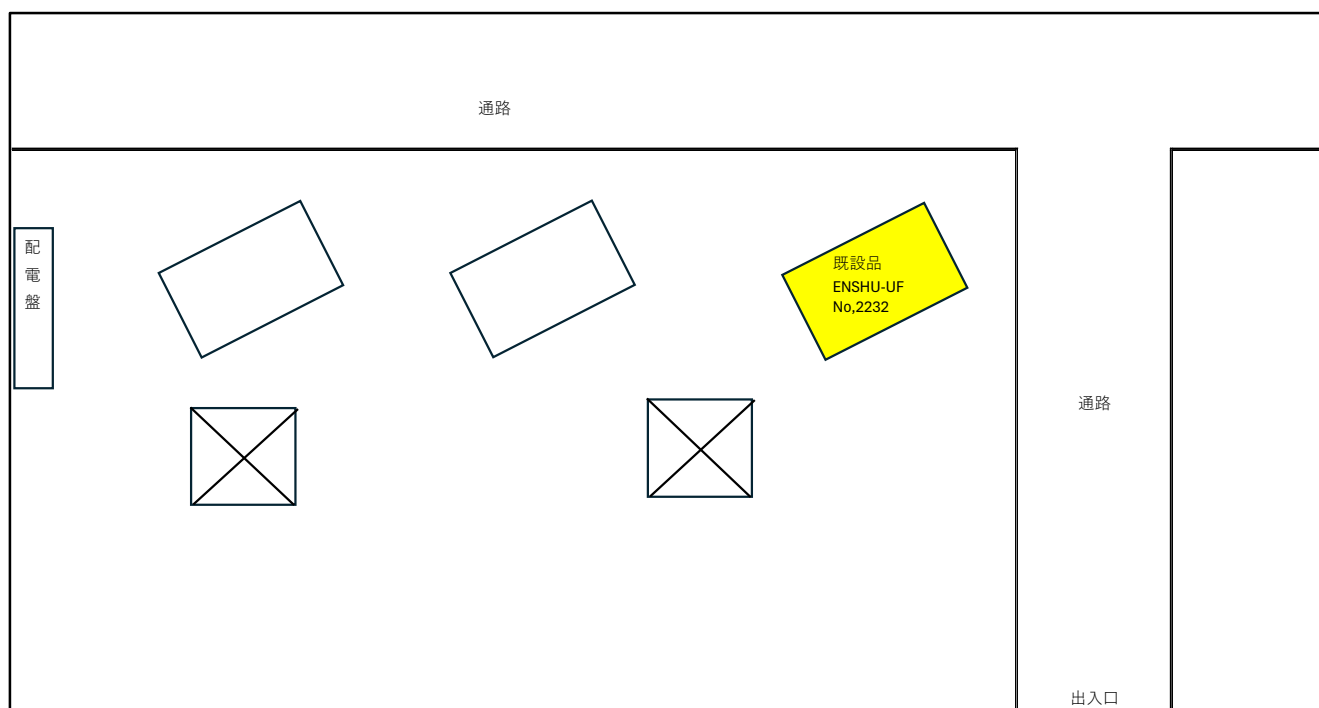 通路
配
電
盤
既設品
ENSHU-UF
No,2232
通路
出入口